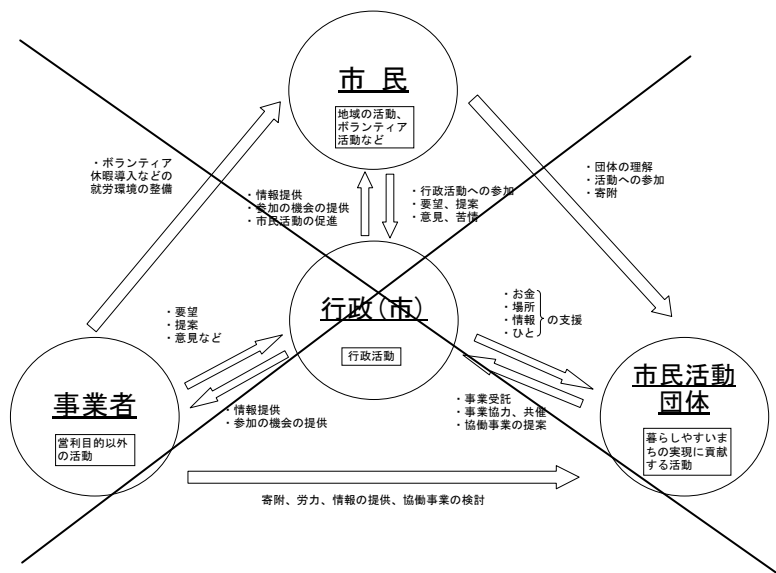 市 民
地域の活動、
ボランティア
活動など
・ボランティア
休暇導入などの
就労環境の整備
・情報提供
・参加の機会の提供
・市民活動の促進
・行政活動への参加
・要望、提案
・意見、苦情
・団体の理解
・活動への参加
・寄附
行政（市）
行政活動
・要望
・提案
・意見など
・お金
・場所
・情報
・ひと
の支援
事業者
営利目的以外
の活動
・情報提供
・参加の機会の提供
・事業受託
・事業協力、共催
・協働事業の提案
市民活動
団体
暮らしやすいま
ちの実現に貢献
する活動
寄附、労力、情報の提供、協働事業の検討